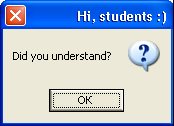 Hi, students :)
Did you understand?
OK